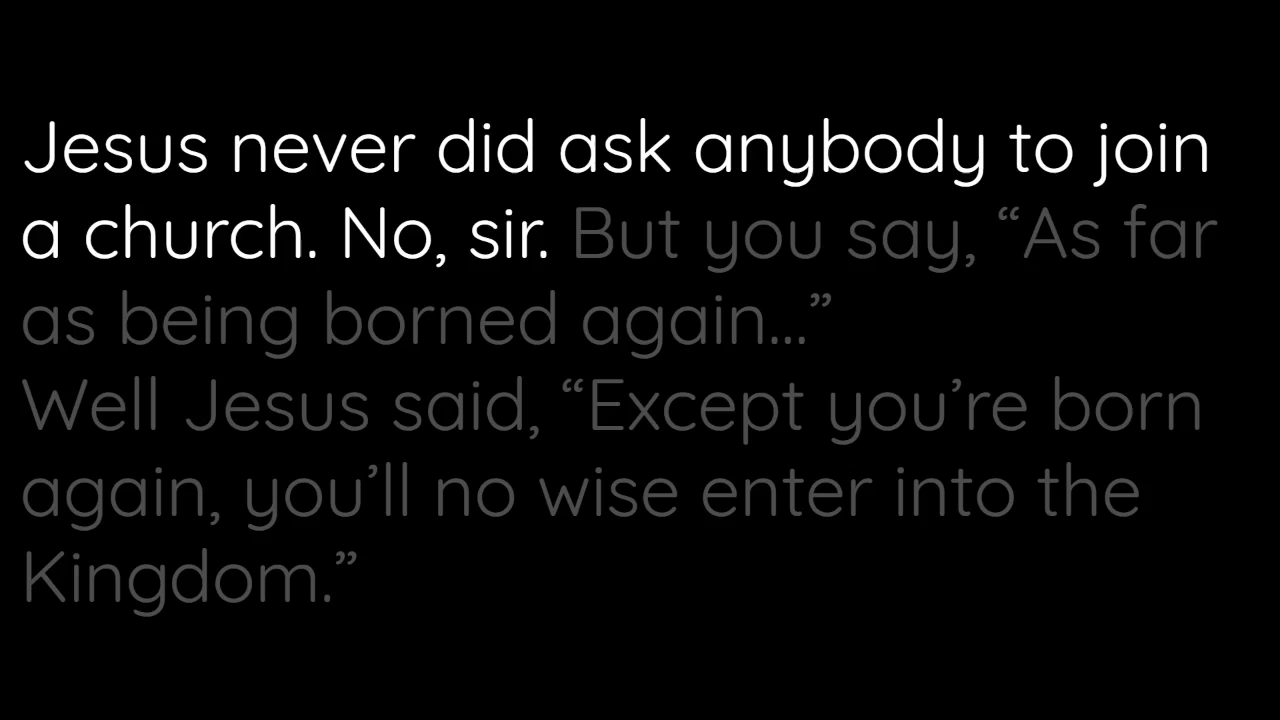 Jesus never did ask anybody to join
a church. No, sir. But you say, “As far
as being borned again...”
Well Jesus said, “Except you’re born
again, you’ll no wise enter into the
Kingdom.”